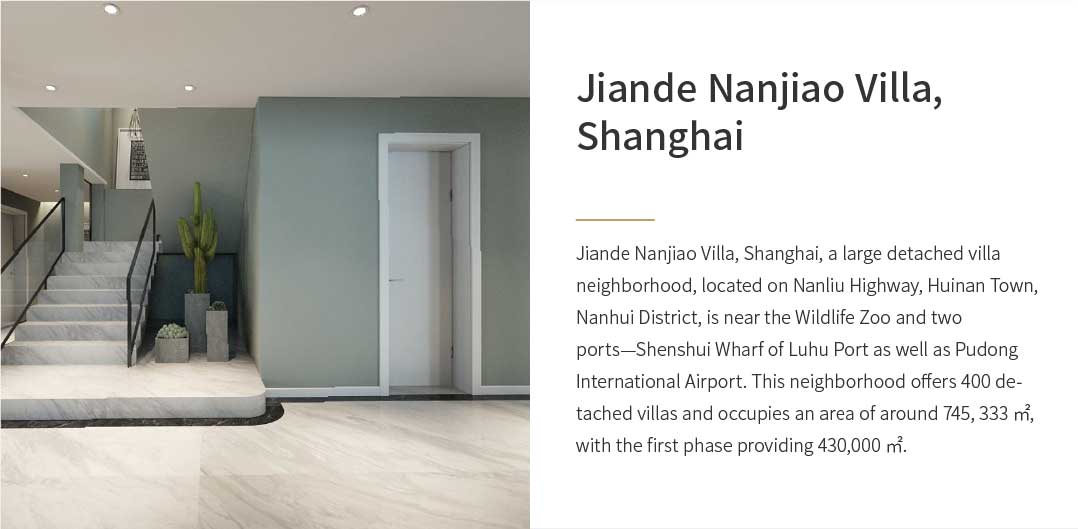 Jiande Nanjiao Villa,
Shanghai
Jiande Nanjiao Villa, Shanghai, a large detached villa
neighborhood, located on Nanliu Highway, Huinan Town,
Nanhui District, is near the Wildlife Zoo and two
ports—Shenshui Wharf of Luhu Port as well as Pudong
International Airport. This neighborhood offers 400 de-
tached villas and occupies an area of around 745, 333 ㎡,
with the first phase providing 430,000 ㎡.